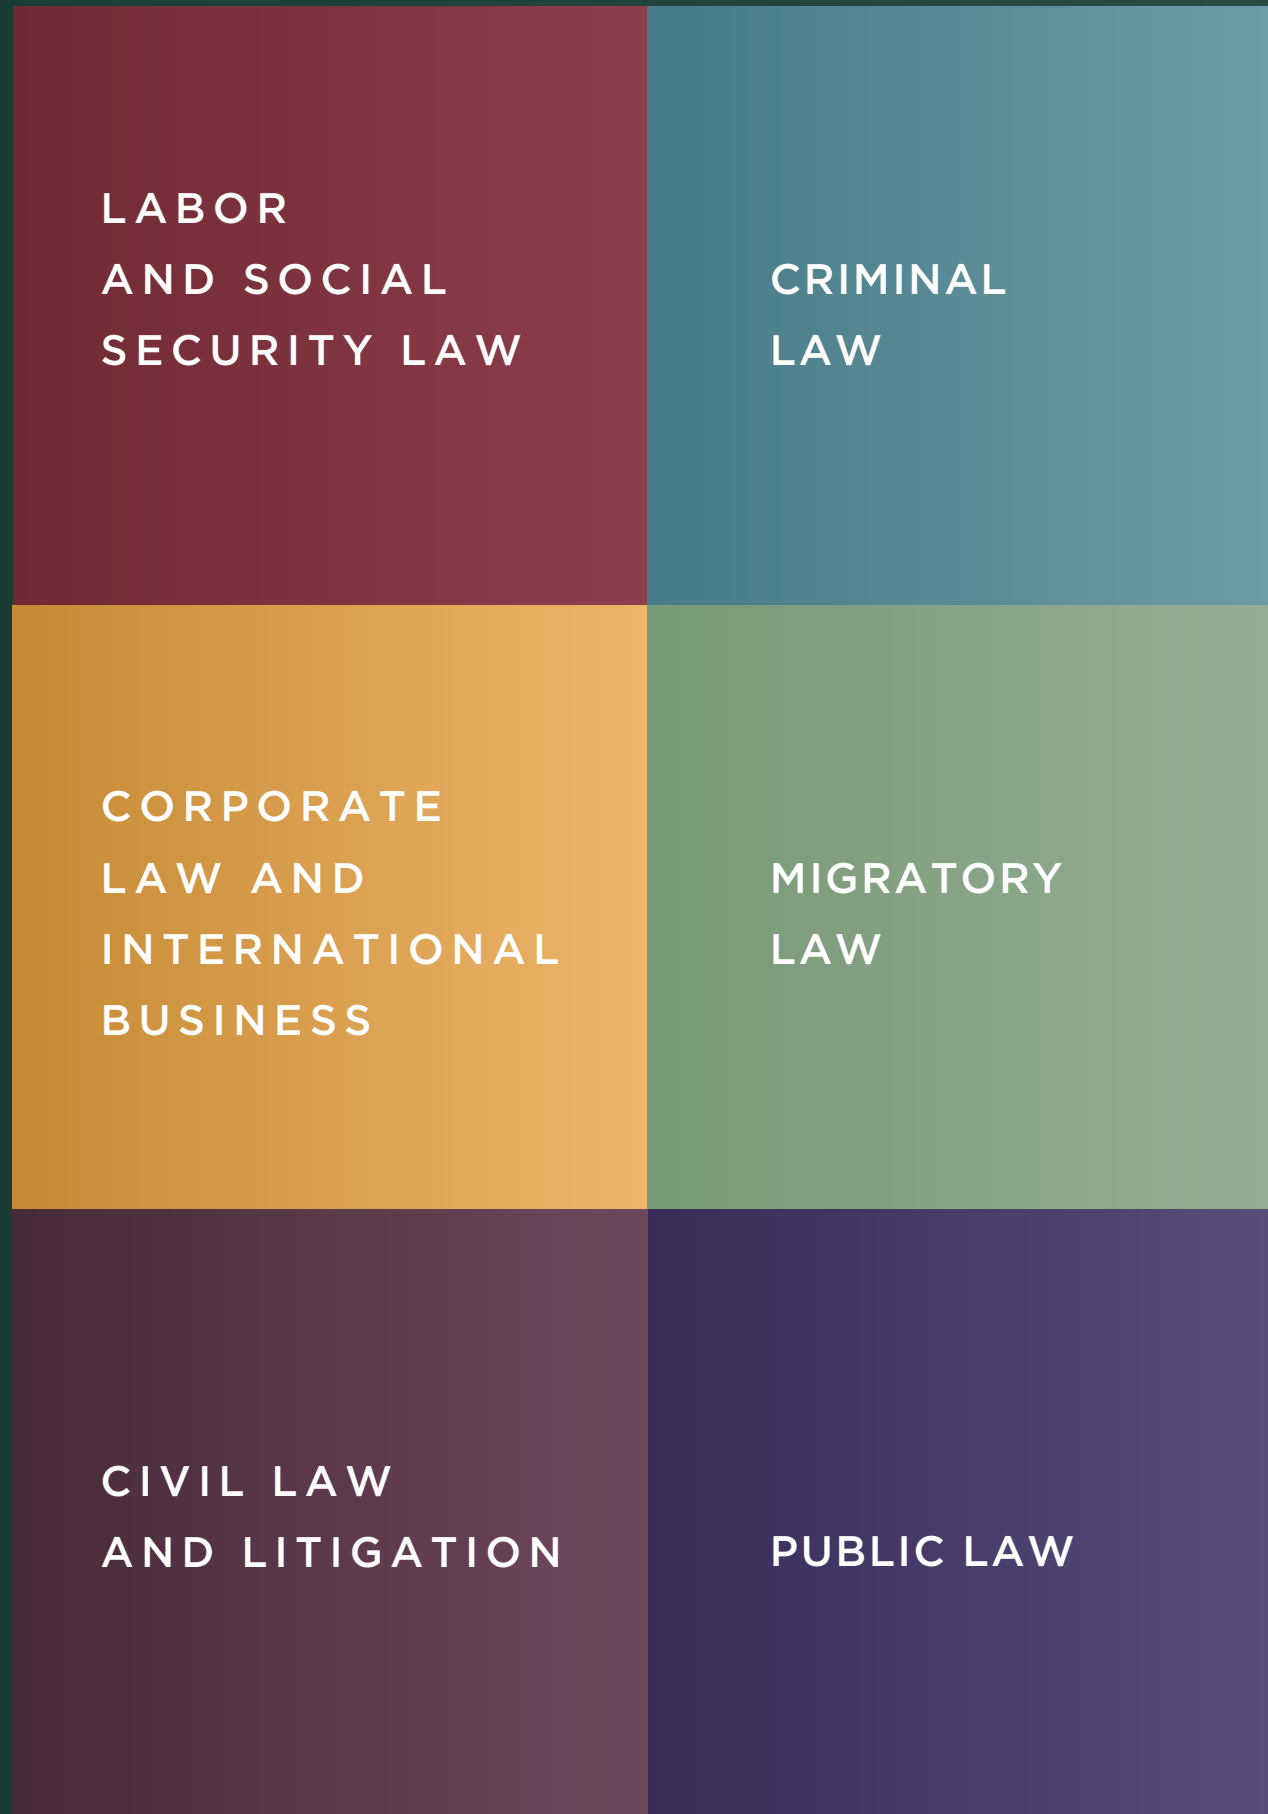 LABOR
AND SOCIAL
SECURITY LAW
CRIMINAL
LAW
CORPORATE
LAW AND
INTERNATIONAL
BUSINESS
MIGRATORY
LAW
CIVIL LAW
AND LITIGATION
PUBLIC LAW